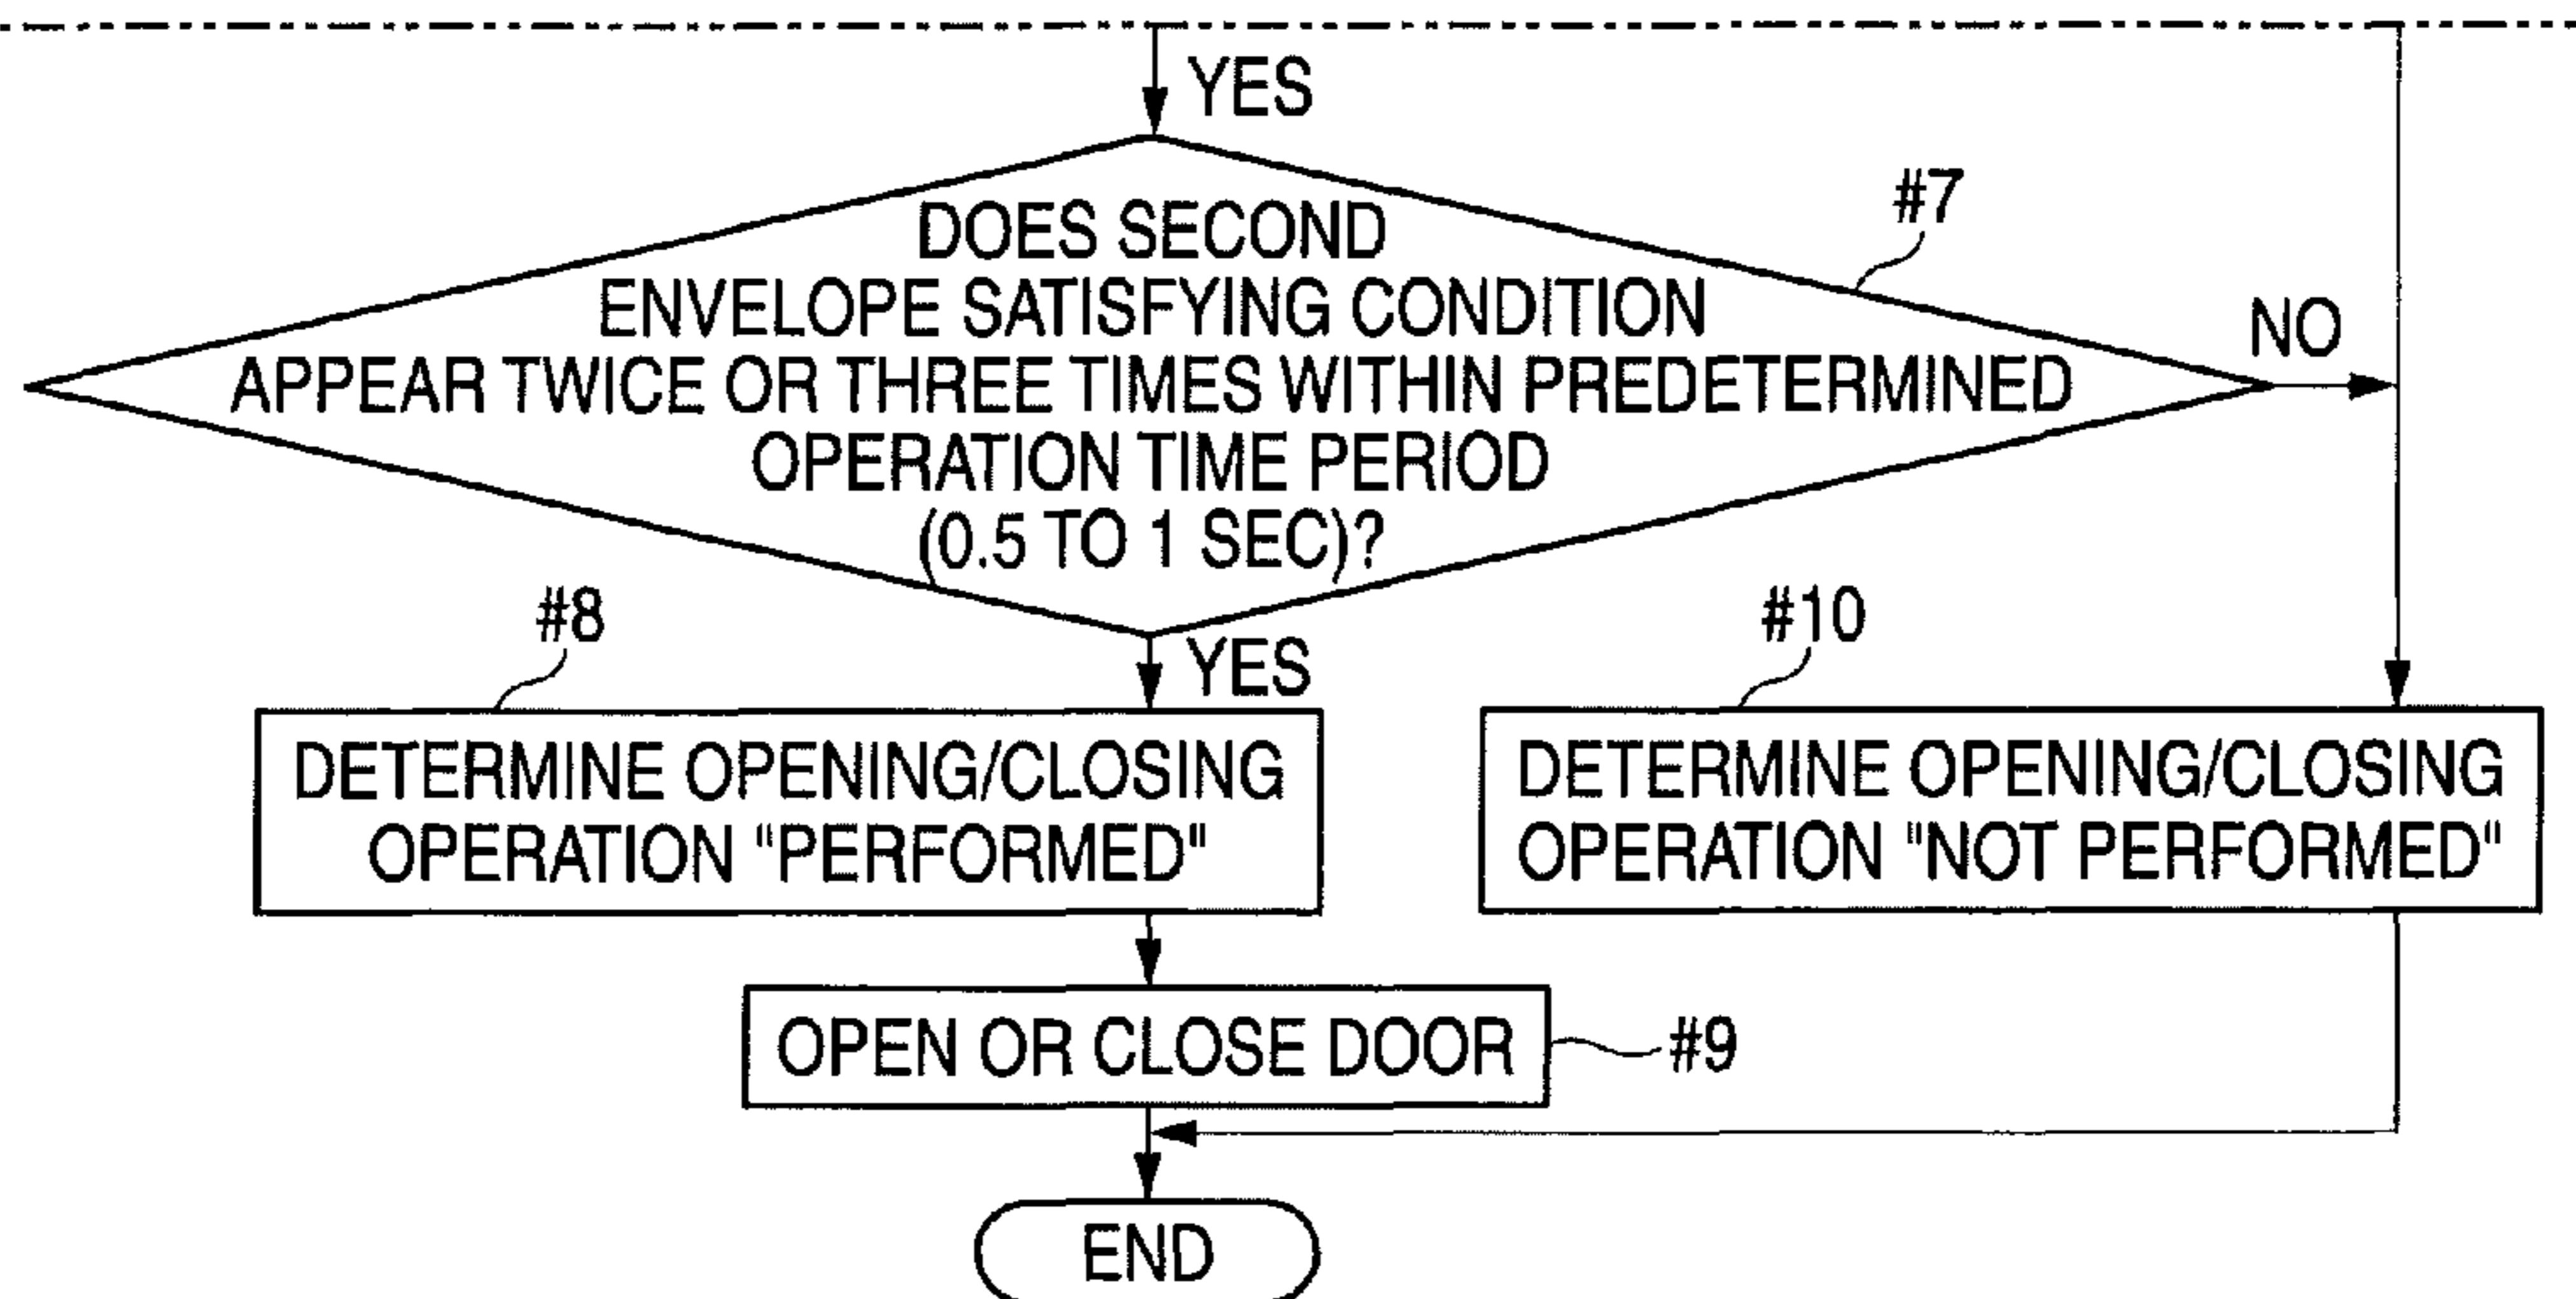 YES
#7
DOES SECOND
ENVELOPE SATISFYING CONDITION
APPEAR TWICE OR THREE TIMES WITHIN PREDETERMINED
OPERATION TIME PERIOD
(0.5 TO 1 SEC)?
NO
YES
#8
DETERMINE OPENING/CLOSING
OPERATION "PERFORMED"
#10
DETERMINE OPENING/CLOSING
OPERATION "NOT PERFORMED"
OPEN OR CLOSE DOOR
#9
END